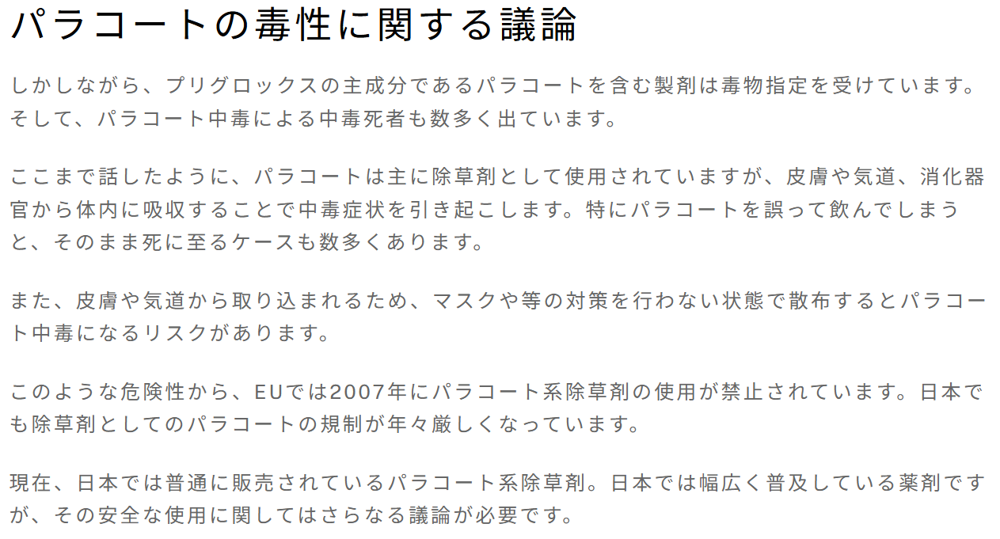 パラコートの毒性に関する議論
しかしながら、プリグロックスの主成分であるパラコートを含む製剤は毒物指定を受けています。
そして、パラコート中毒による中毒死者も数多く出ています。
ここまで話したように、パラコートは主に除草剤として使用されていますが、皮膚や気道、消化器
官から体内に吸収することで中毒症状を引き起こします。特にパラコートを誤って飲んでしまう
と、そのまま死に至るケースも数多くあります。
また、皮膚や気道から取り込まれるため、マスクや等の対策を行わない状態で散布するとパラコー
ト中毒になるリスクがあります。
このような危険性から、EUでは2007年にパラコート系除草剤の使用が禁止されています。日本で
も除草剤としてのパラコートの規制が年々厳しくなっています。
現在、日本では普通に販売されているパラコート系除草剤。日本では幅広く普及している薬剤です
が、その安全な使用に関してはさらなる議論が必要です。